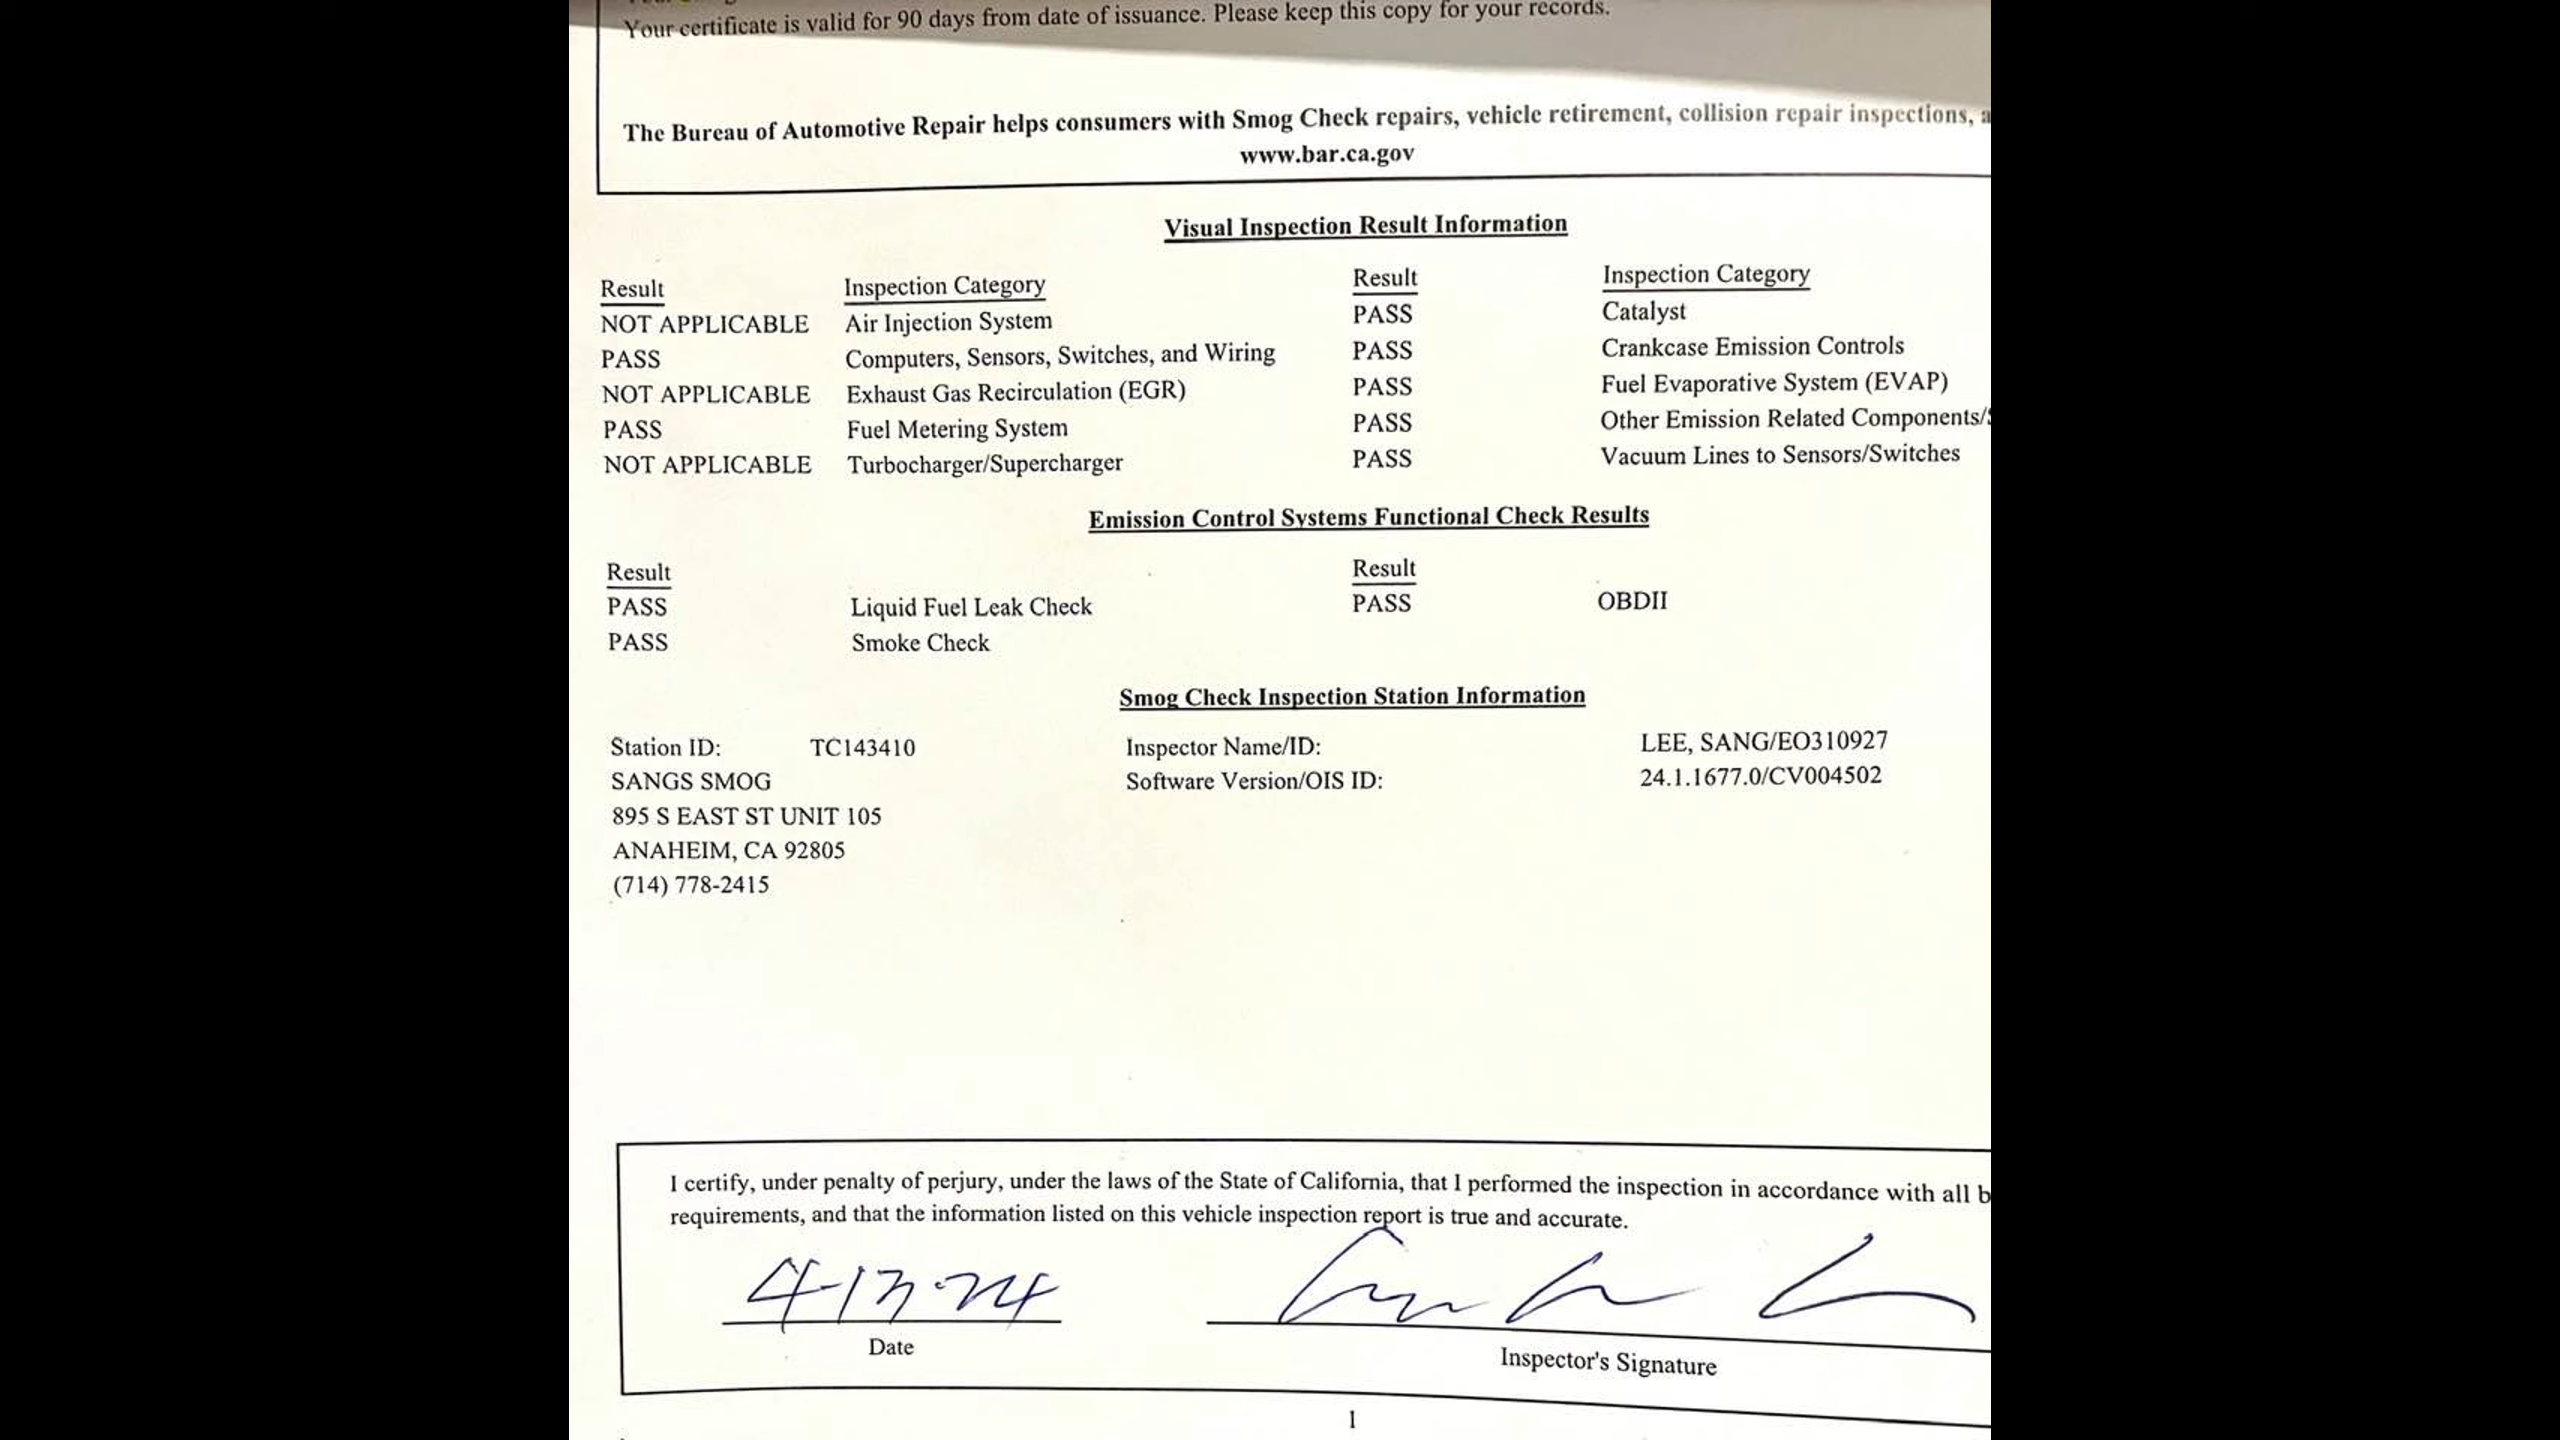 Your certificate is valid for 90 days from date of issuance. Please keep this copy for your records.
The Bureau of Automotive Repair helps consumers with Smog Check repairs, vehicle retirement, collision repair inspections, a
www.bar.ca.gov
Visual Inspection Result Information
Result Inspection Category Result Inspection Category
NOT APPLICABLE Air Injection System PASS Catalyst
PASS Computers, Sensors, Switches, and Wiring PASS Crankcase Emission Controls
NOT APPLICABLE Exhaust Gas Recirculation (EGR) PASS Fuel Evaporative System (EVAP)
PASS Fuel Metering System PASS Other Emission Related Components/
NOT APPLICABLE Turbocharger/Supercharger PASS Vacuum Lines to Sensors/Switches
Emission Control Systems Functional Check Results
Result Result
PASS Liquid Fuel Leak Check PASS OBDII
PASS Smoke Check
Smog Check Inspection Station Information
Station ID: TC143410 Inspector Name/ID: LEE, SANG/EO310927
SANGS SMOG Software Version/OIS ID: 24.1.1677.0/CV004502
895 S EAST ST UNIT 105
ANAHEIM, CA 92805
(714) 778-2415
I certify, under penalty of perjury, under the laws of the State of California, that I performed the inspection in accordance with all b
requirements, and that the information listed on this vehicle inspection report is true and accurate.
4-13-24
Date Inspector's Signature
1